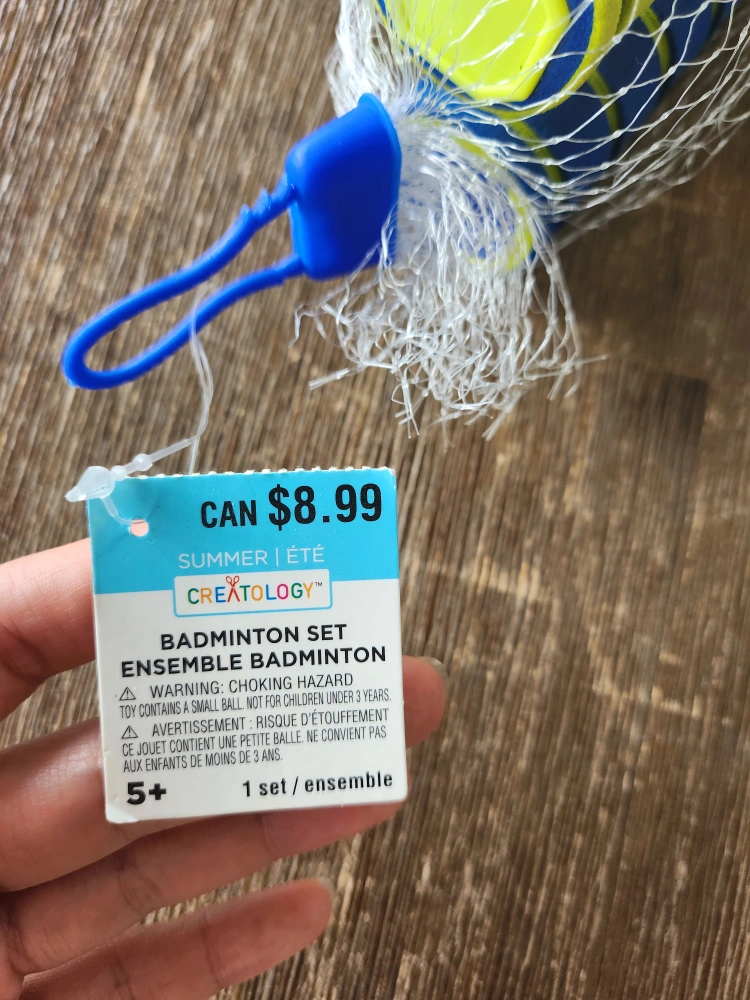 CAN $8.99
SUMMER | ÉTÉ
CREATOLOGY™
BADMINTON SET
ENSEMBLE BADMINTON
⚠ WARNING: CHOKING HAZARD
TOY CONTAINS A SMALL BALL. NOT FOR CHILDREN UNDER 3 YEARS.
⚠ AVERTISSEMENT : RISQUE D'ÉTOUFFEMENT
CE JOUET CONTIENT UNE PETITE BALLE. NE CONVIENT PAS
AUX ENFANTS DE MOINS DE 3 ANS.
5+ 1 set / ensemble